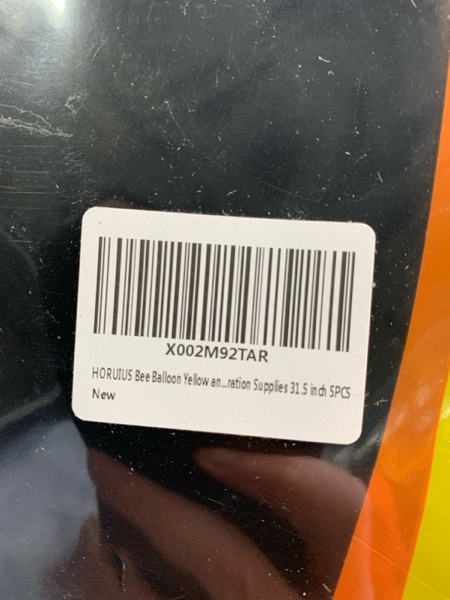 X002M92TAR
HORUIUS Bee Balloon Yellow an...ration Supplies 31.5 inch 5PCS
New